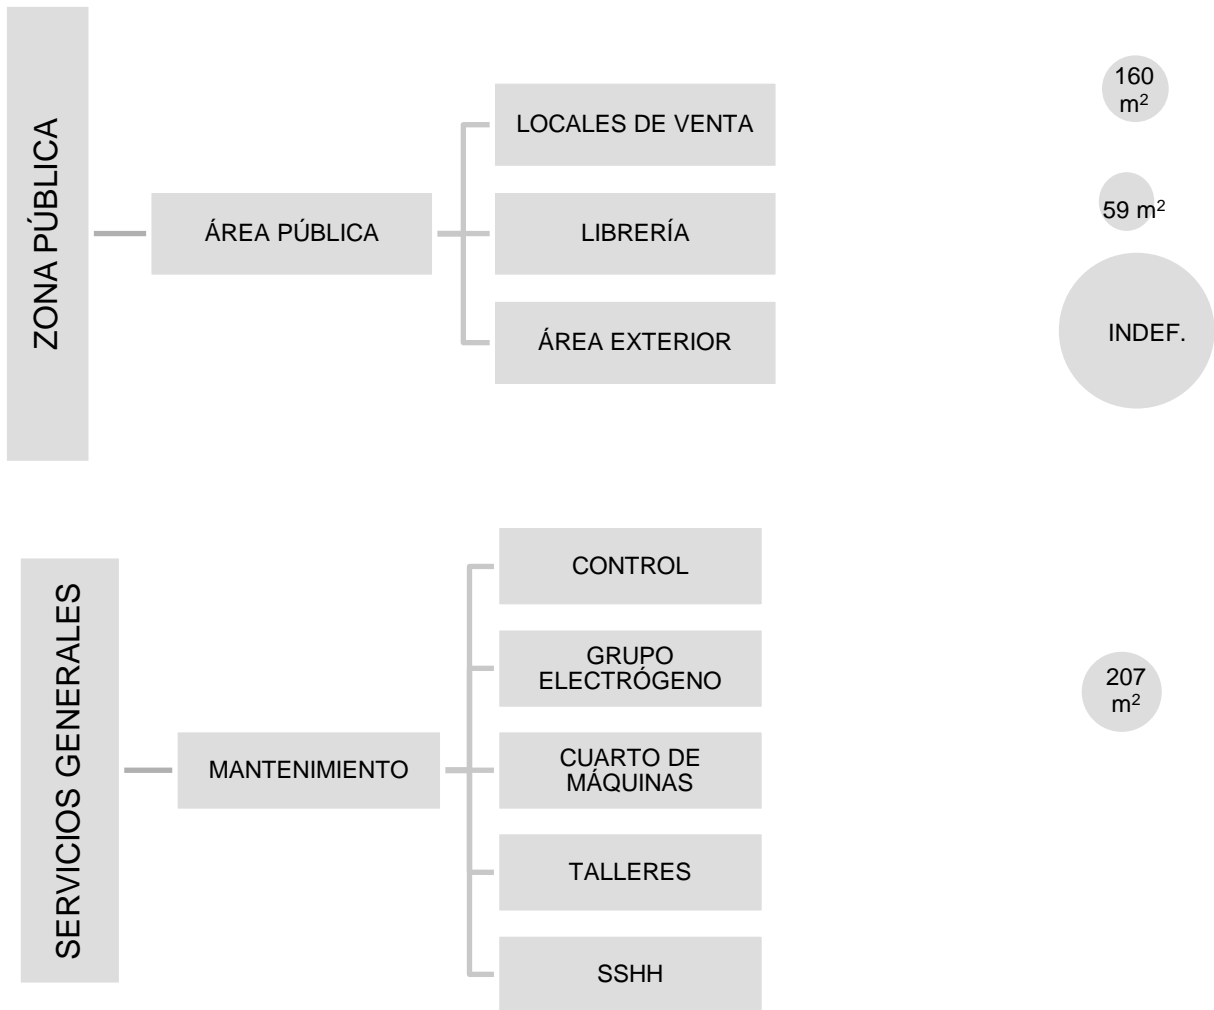 ZONA PÚBLICA
ÁREA PÚBLICA
LOCALES DE VENTA
LIBRERÍA
ÁREA EXTERIOR
160
m²
59 m²
INDEF.
SERVICIOS GENERALES
MANTENIMIENTO
CONTROL
GRUPO
ELECTRÓGENO
CUARTO DE
MÁQUINAS
TALLERES
SSHH
207
m²